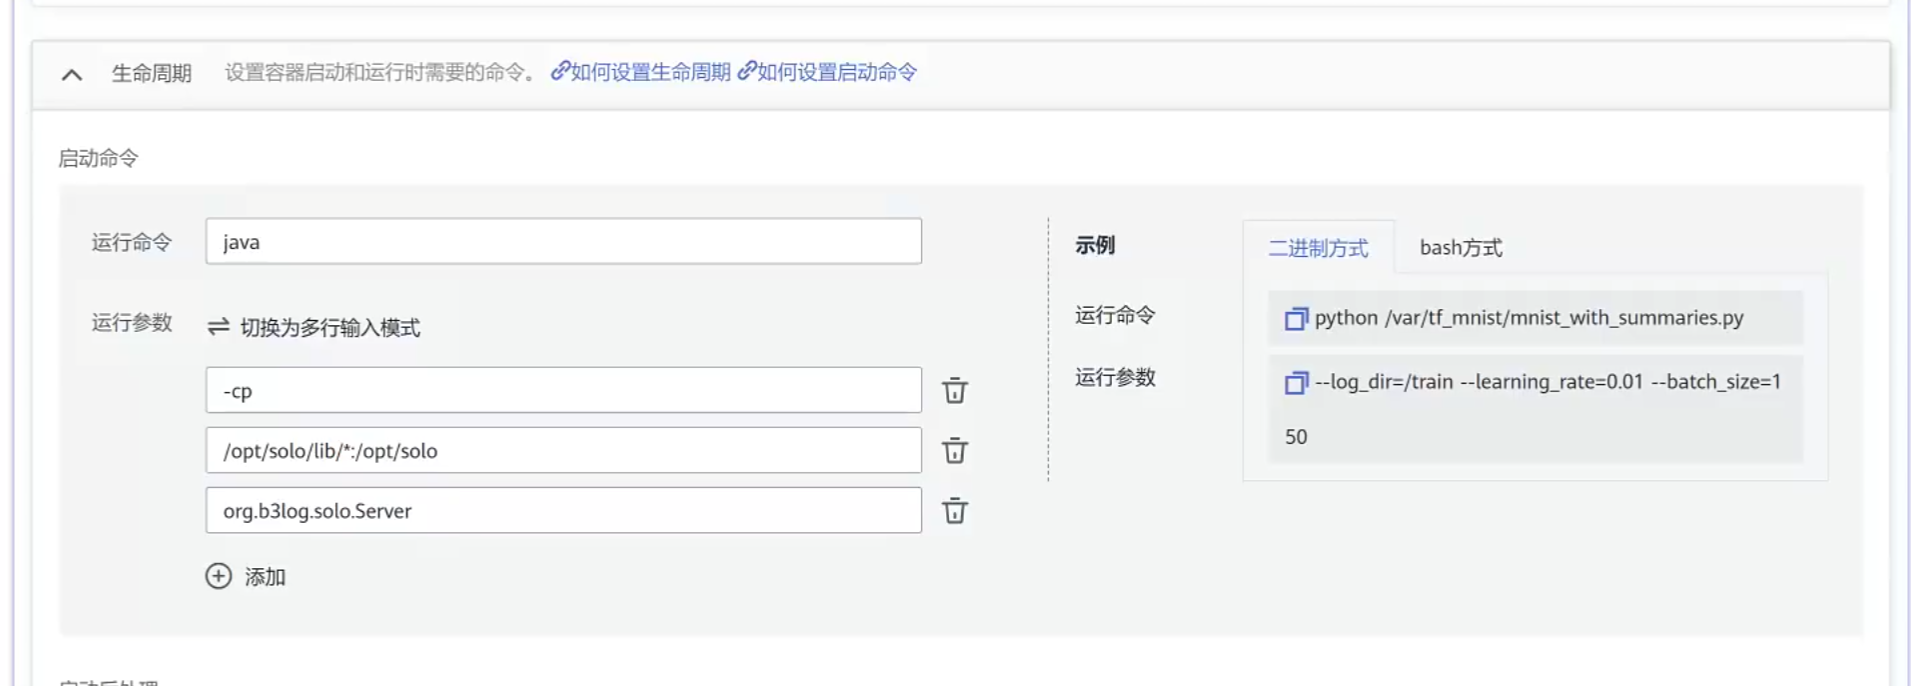 生命周期 设置容器启动和运行时需要的命令。 如何设置生命周期 如何设置启动命令
启动命令
运行命令 java
运行参数 切换为多行输入模式
-cp
/opt/solo/lib/*:/opt/solo
org.b3log.solo.Server
添加
示例 二进制方式 bash方式
运行命令 python /var/tf_mnist/mnist_with_summaries.py
运行参数 --log_dir=/train --learning_rate=0.01 --batch_size=1
50